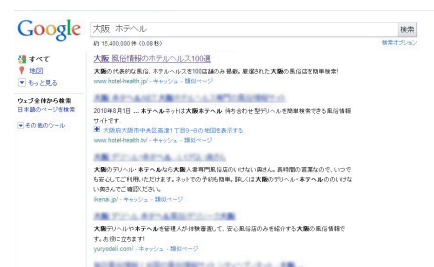 Google 大阪 ホテヘル 検索
約 15,400,000 件 (0.08 秒) 検索オプション
すべて
地図
もっと見る
ウェブ全体から検索
日本語のページを検索
その他のツール
大阪 風俗情報のホテルヘルス100選
大阪の代表的な風俗、ホテルヘルスを100店舗のみ掲載。厳選された大阪の風俗店を簡単検索!
www.hotel-health.jp/ - キャッシュ - 類似ページ
2010年8月1日 ... 大阪ホテヘルネットは大阪ホテヘル 待ち合わせ型デリヘルを簡単検索できる風俗情報
サイトです.
大阪府大阪市中央区高津1丁目9-6の地図を表示する
www.hotel-health.tv/ - キャッシュ - 類似ページ
大阪のデリヘル・ホテヘルなら大阪人妻専門風俗店のいけない奥さん。長時間の営業なので、いつで
も安心してご利用いただけます。ネットでの予約も簡単。詳しくは大阪のデリヘル・ホテヘルののいけな
い奥さんでご確認ください。
ikenai.jp/ - キャッシュ - 類似ページ
大阪デリヘルやホテヘルを管理人が体験審査して、安心風俗店のみを紹介する大阪の風俗情報で
す。お役に立ちます!
yuryodeli.com/ - キャッシュ - 類似ページ